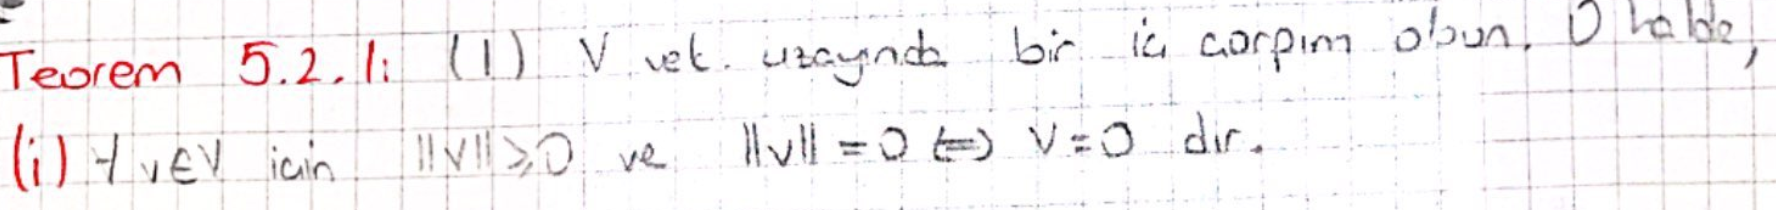 Teorem 5.2.1: (1) V vek. uzayında bir iç çarpım olsun. O halde,
(i) ∀ v∈V için ||v|| ≥ 0 ve ||v|| = 0 ⇔ v = 0 dır.